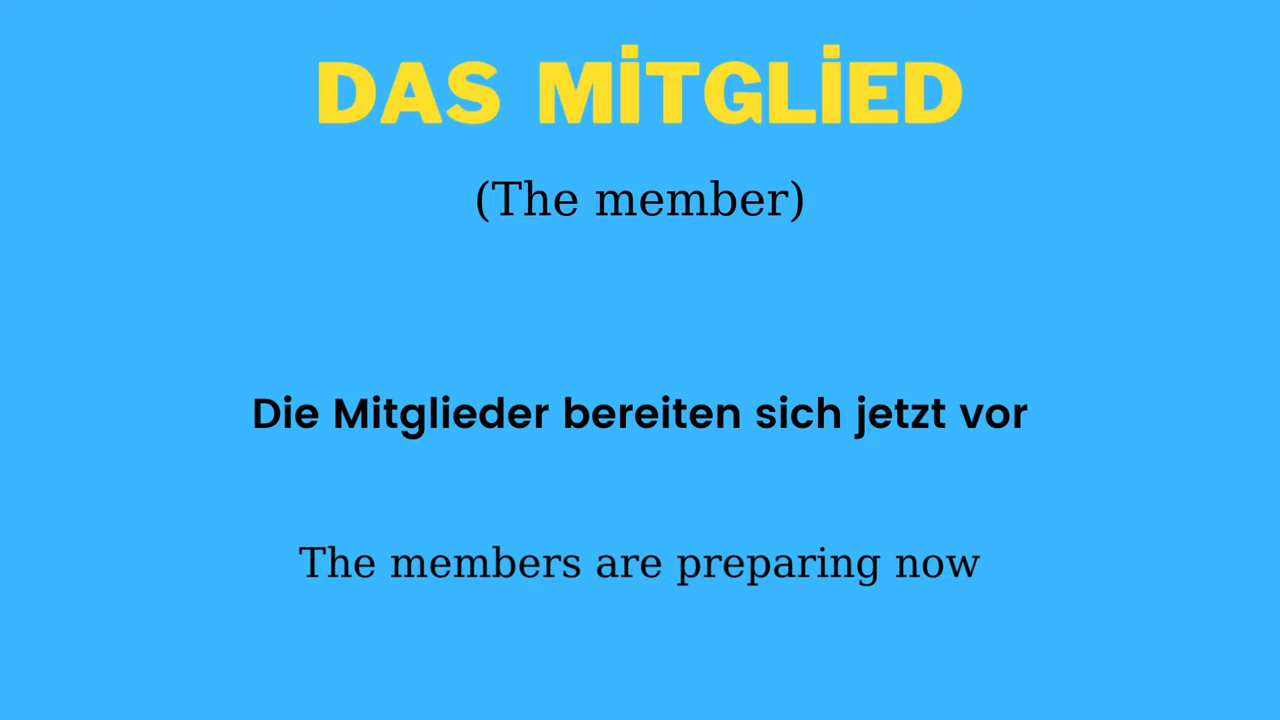 DAS MİTGLİED
(The member)
Die Mitglieder bereiten sich jetzt vor
The members are preparing now